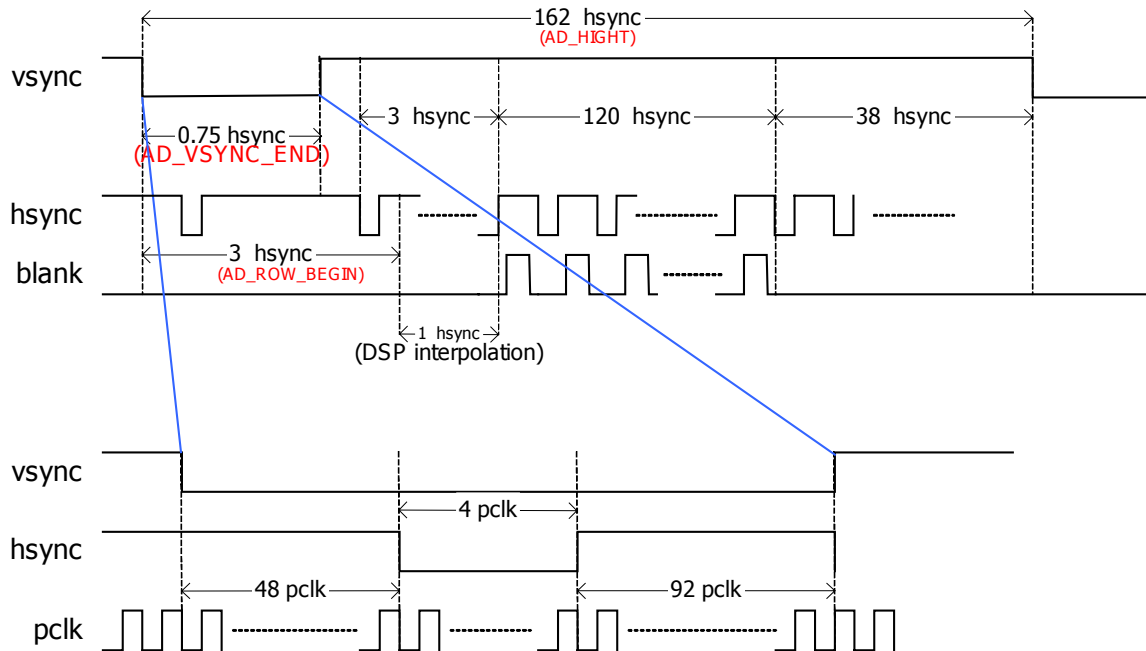 162 hsync
(AD_HIGHT)
vsync
3 hsync
120 hsync
38 hsync
0.75 hsync
(AD_VSYNC_END)
hsync
3 hsync
(AD_ROW_BEGIN)
blank
1 hsync
(DSP interpolation)
vsync
4 pclk
hsync
48 pclk
92 pclk
pclk